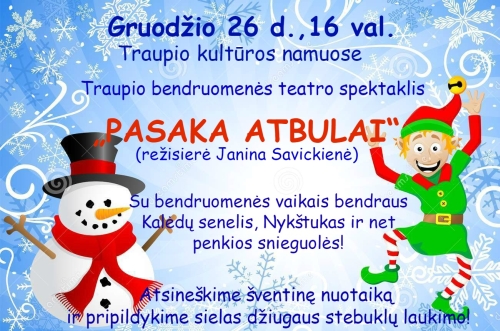 Gruodžio 26 d.,16 val.
Traupio kultūros namuose
Traupio bendruomenės teatro spektaklis
„PASAKA ATBULAI“
(režisierė Janina Savickienė)
Su bendruomenės vaikais bendraus
Kalėdų senelis, Nykštukas ir net
penkios snieguolės!
Atsineškime šventinę nuotaiką
ir pripildykime sielas džiugaus stebuklų laukimo!